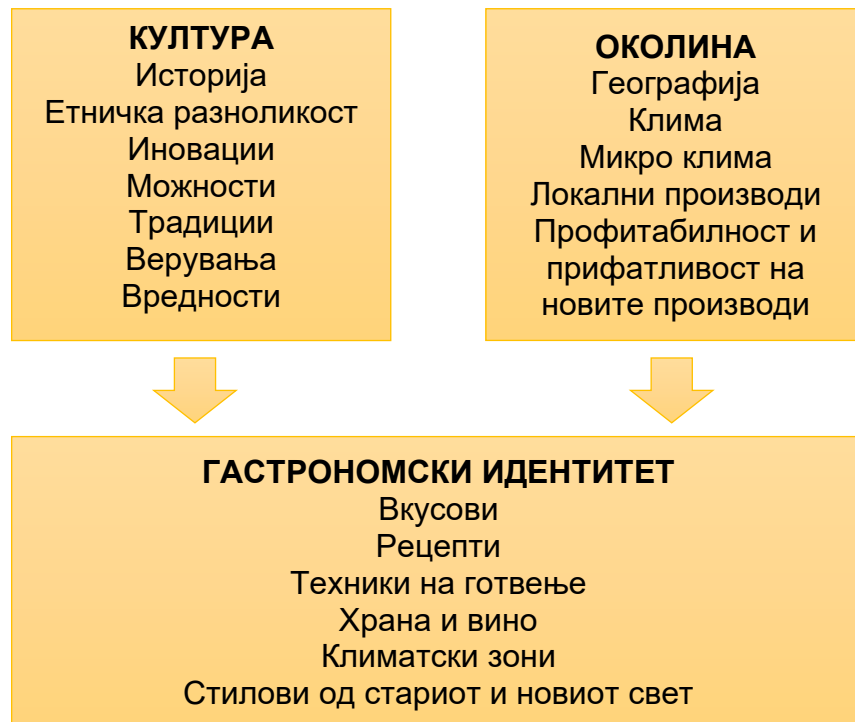 КУЛТУРА
Историја
Етничка разноликост
Иновации
Можности
Традиции
Верувања
Вредности
ОКОЛИНА
Географија
Клима
Микро клима
Локални производи
Профитабилност и
прифатливост на
новите производи
ГАСТРОНОМСКИ ИДЕНТИТЕТ
Вкусови
Рецепти
Техники на готвење
Храна и вино
Климатски зони
Стилови од стариот и новиот свет